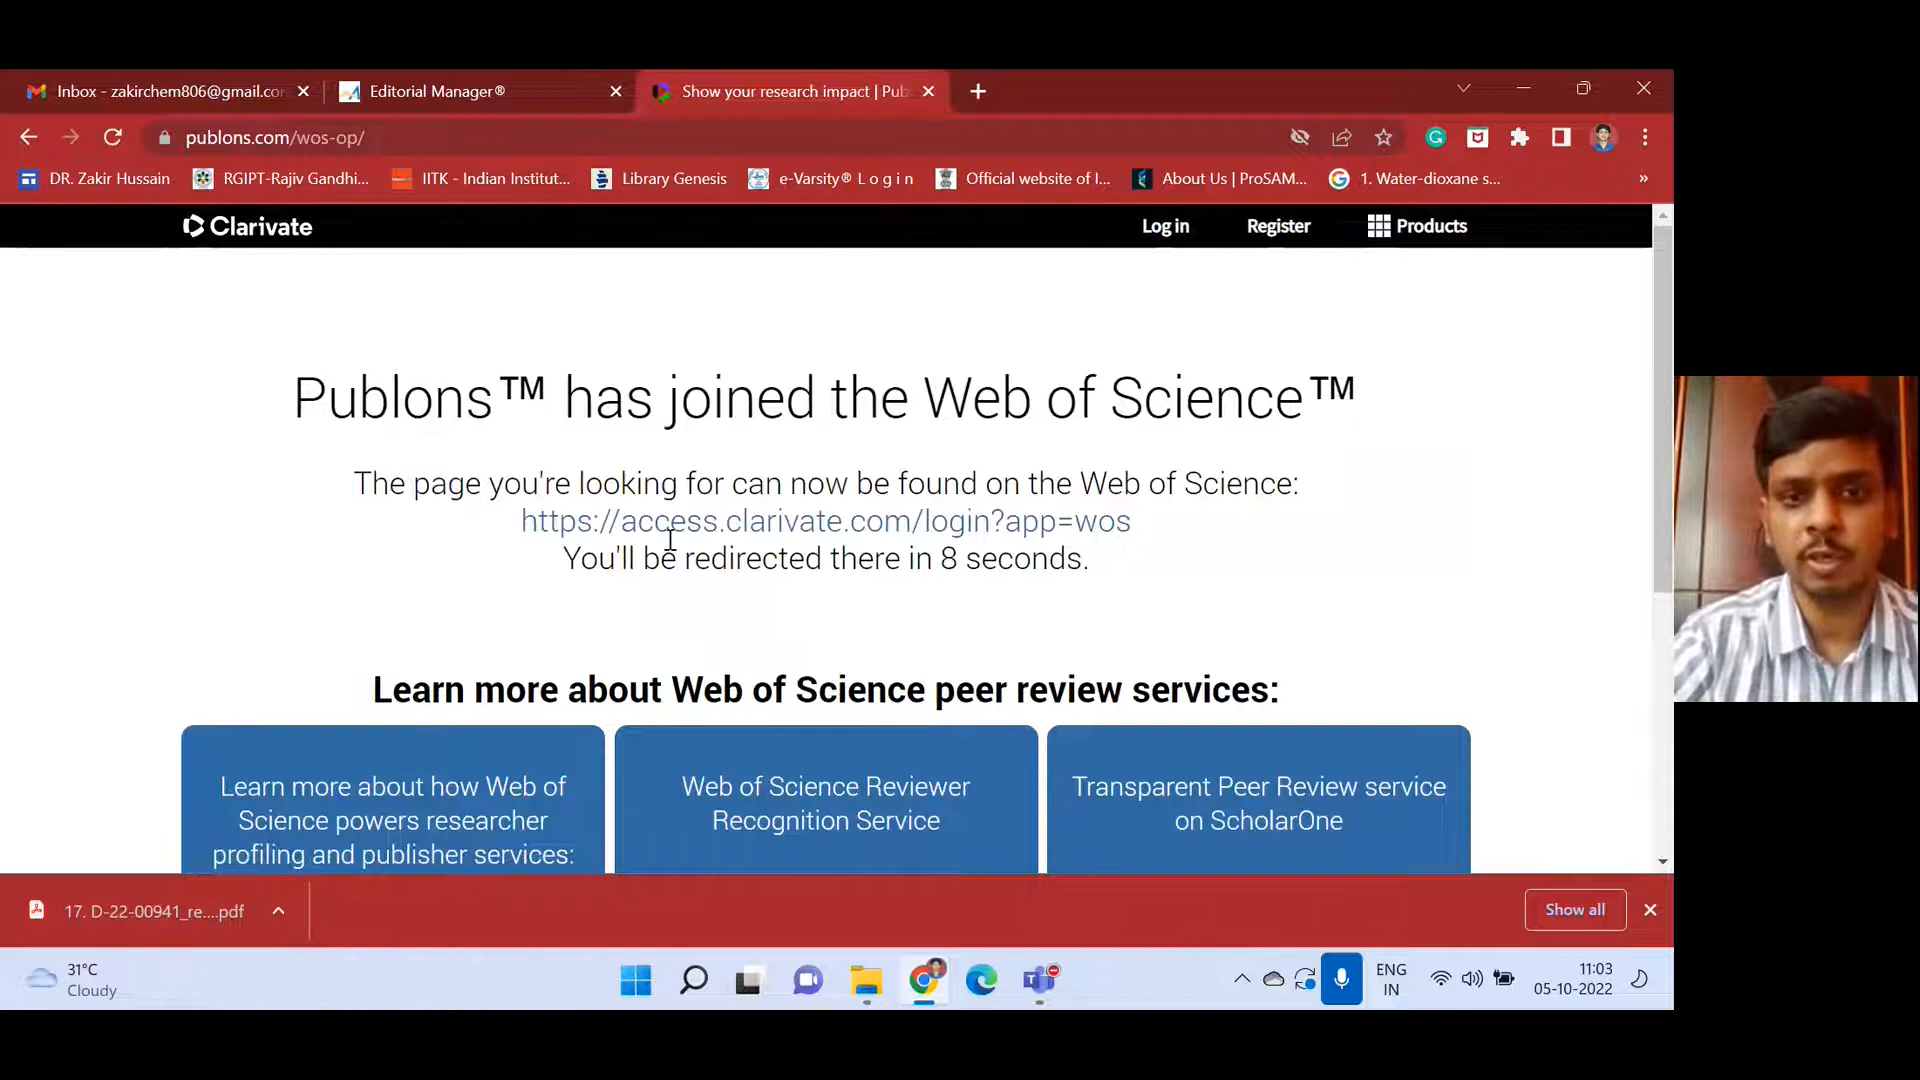 Inbox - zakirchem806@gmail.co
Editorial Manager®
Show your research impact | Pub
publons.com/wos-op/
DR. Zakir Hussain
RGIPT-Rajiv Gandhi...
IITK - Indian Institut...
Library Genesis
e-Varsity® L o g i n
Official website of I...
About Us | ProSAM...
1. Water-dioxane s...
»
Clarivate
Log in
Register
Products
Publons™ has joined the Web of Science™
The page you're looking for can now be found on the Web of Science:
https://access.clarivate.com/login?app=wos
You'll be redirected there in 8 seconds.
Learn more about Web of Science peer review services:
Learn more about how Web of
Science powers researcher
profiling and publisher services:
Web of Science Reviewer
Recognition Service
Transparent Peer Review service
on ScholarOne
17. D-22-00941_re....pdf
Show all
31°C
Cloudy
ENG
IN
11:03
05-10-2022